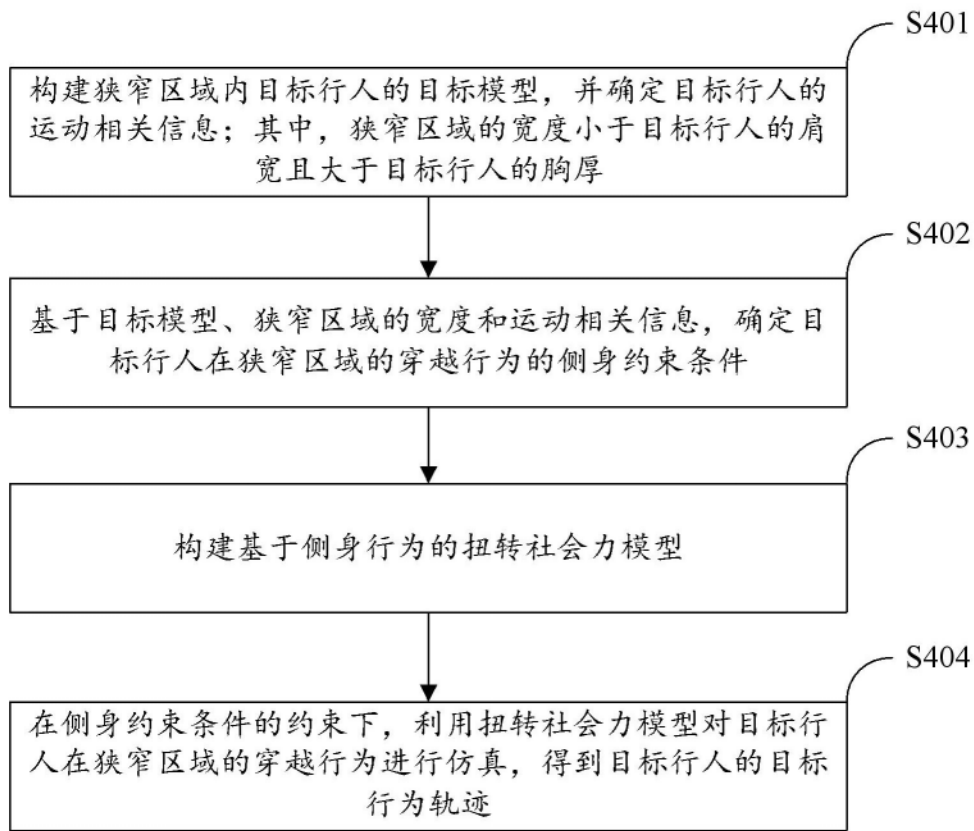 S401
构建狭窄区域内目标行人的目标模型，并确定目标行人的
运动相关信息；其中，狭窄区域的宽度小于目标行人的肩
宽且大于目标行人的胸厚
S402
基于目标模型、狭窄区域的宽度和运动相关信息，确定目
标行人在狭窄区域的穿越行为的侧身约束条件
S403
构建基于侧身行为的扭转社会力模型
S404
在侧身约束条件的约束下，利用扭转社会力模型对目标行
人在狭窄区域的穿越行为进行仿真，得到目标行人的目标
行为轨迹